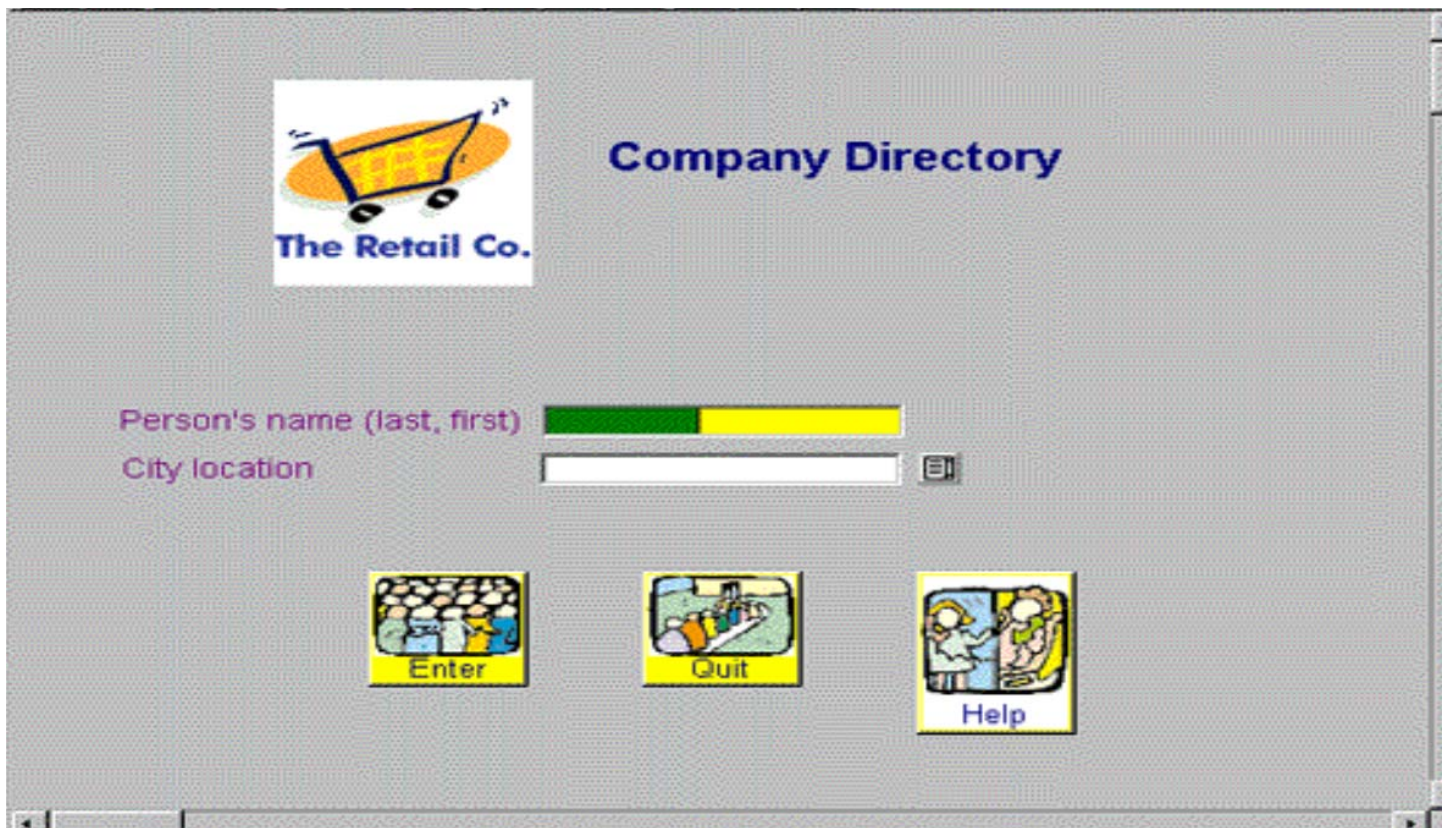 Company Directory
The Retail Co.
Person's name (last, first)
City location
Enter
Quit
Help